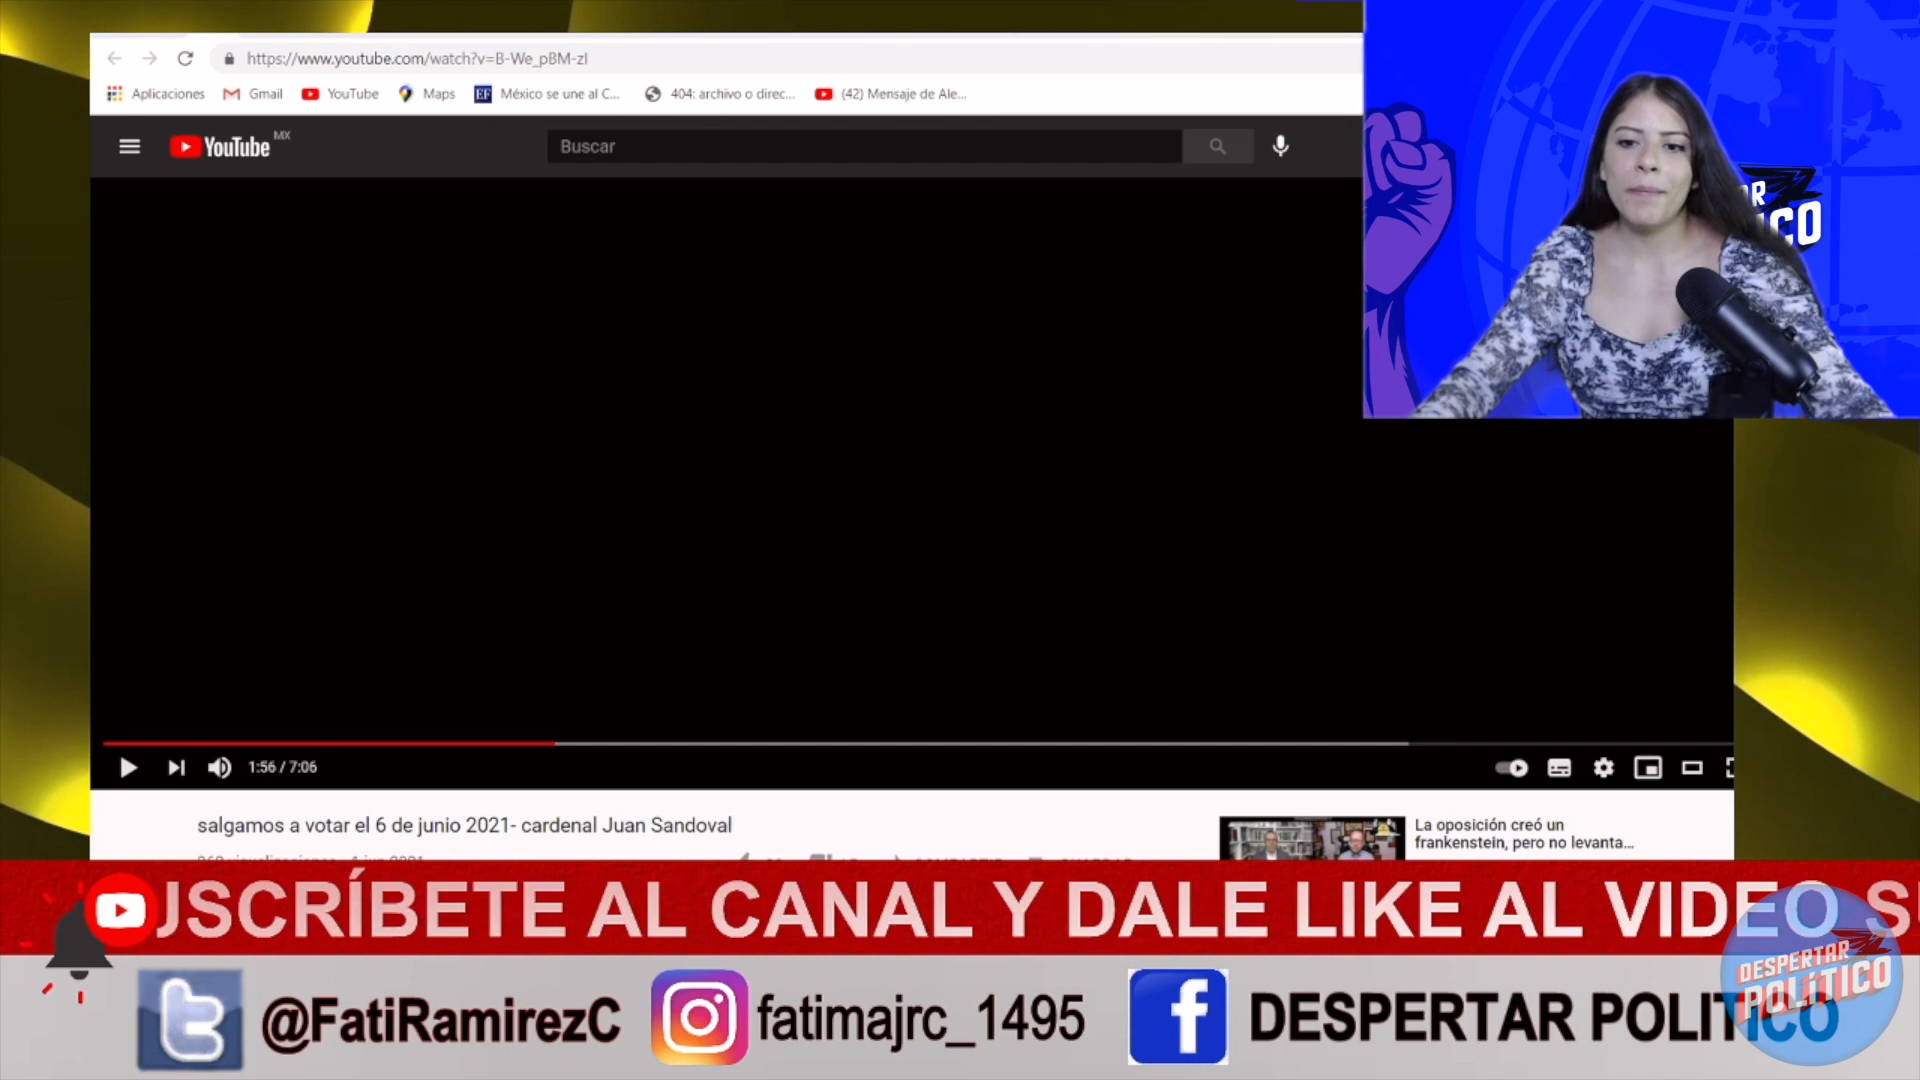 https://www.youtube.com/watch?v=B-We_pBM-zI
Aplicaciones Gmail YouTube Maps EF México se une al C... 404: archivo o direc... (42) Mensaje de Ale...
YouTube MX
Buscar
CO
1:56 / 7:06
salgamos a votar el 6 de junio 2021- cardenal Juan Sandoval
La oposición creó un
frankenstein, pero no levanta...
USCRÍBETE AL CANAL Y DALE LIKE AL VIDEO S
DESPERTAR
POLÍTICO
@FatiRamirezC fatimajrc_1495 DESPERTAR POLITICO